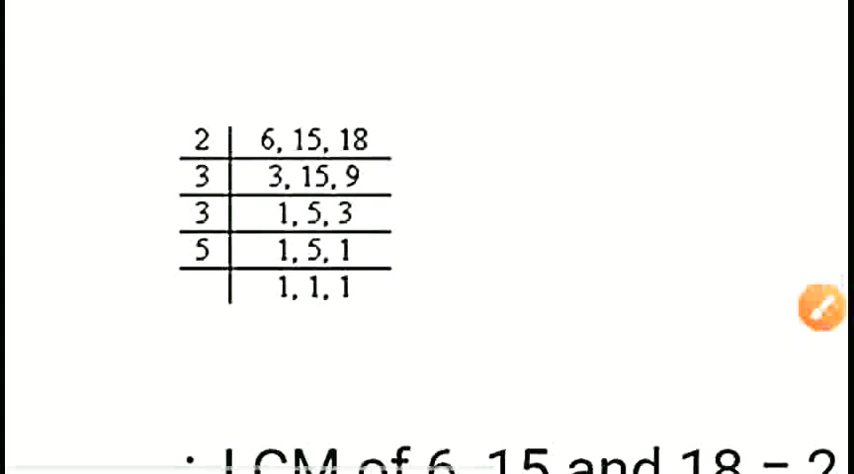 2 | 6, 15, 18
3 | 3, 15, 9
3 | 1, 5, 3
5 | 1, 5, 1
| 1, 1, 1
LCM of 6, 15 and 18 = 2